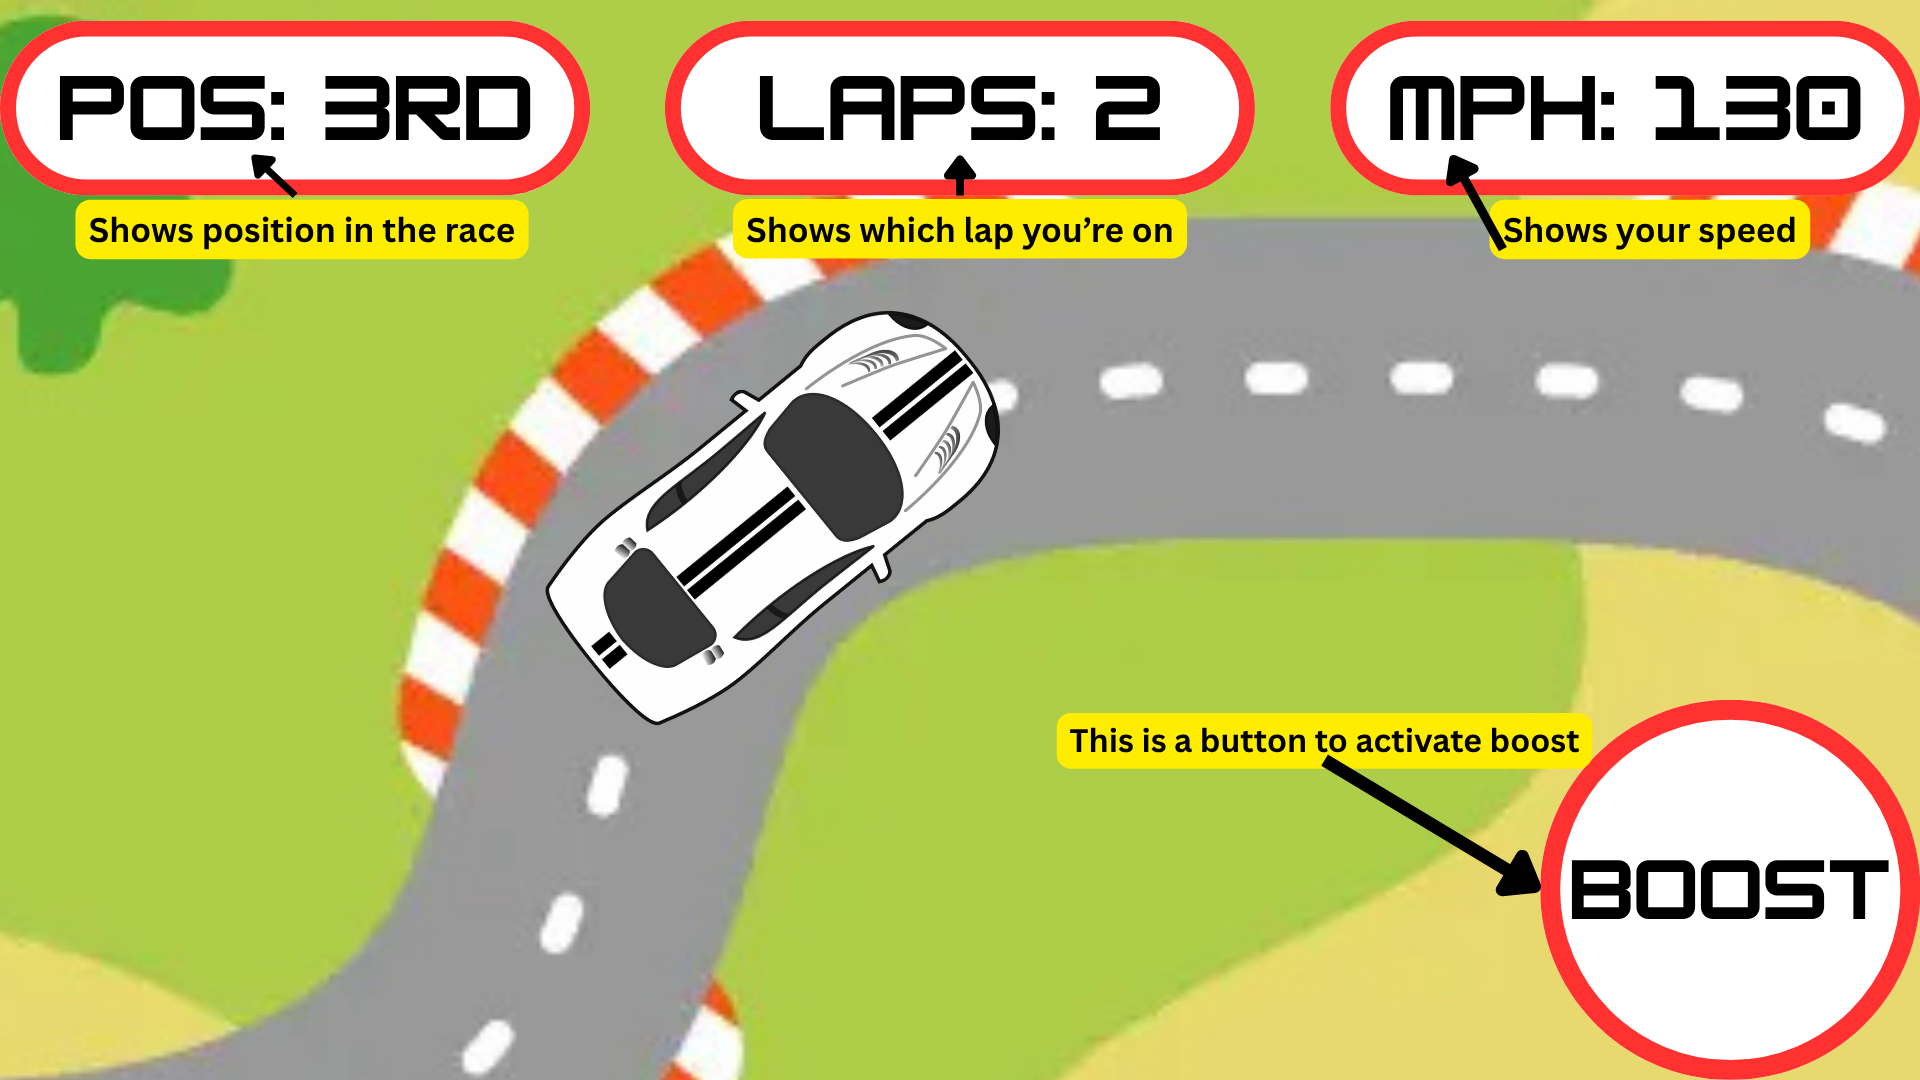 POS: 3RD
LAPS: 2
MPH: 130
Shows position in the race
Shows which lap you’re on
Shows your speed
This is a button to activate boost
BOOST